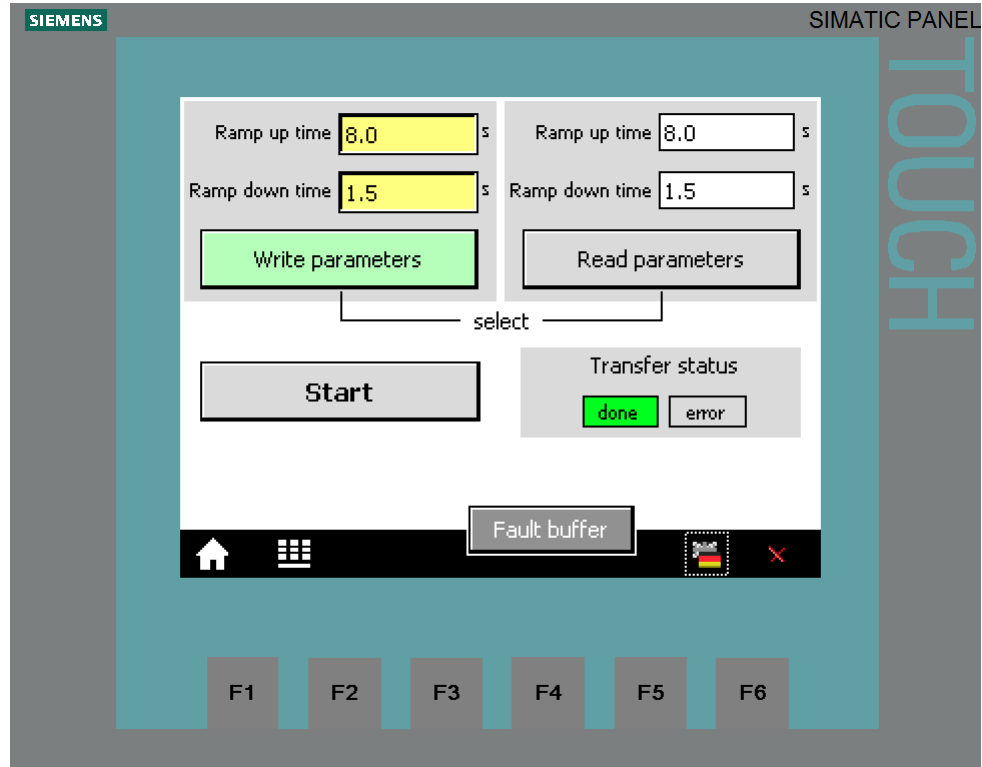 SIEMENS
SIMATIC PANEL
TOUCH
Ramp up time 8.0 s
Ramp down time 1.5 s
Write parameters
Ramp up time 8.0 s
Ramp down time 1.5 s
Read parameters
select
Start
Transfer status
done error
Fault buffer
F1 F2 F3 F4 F5 F6